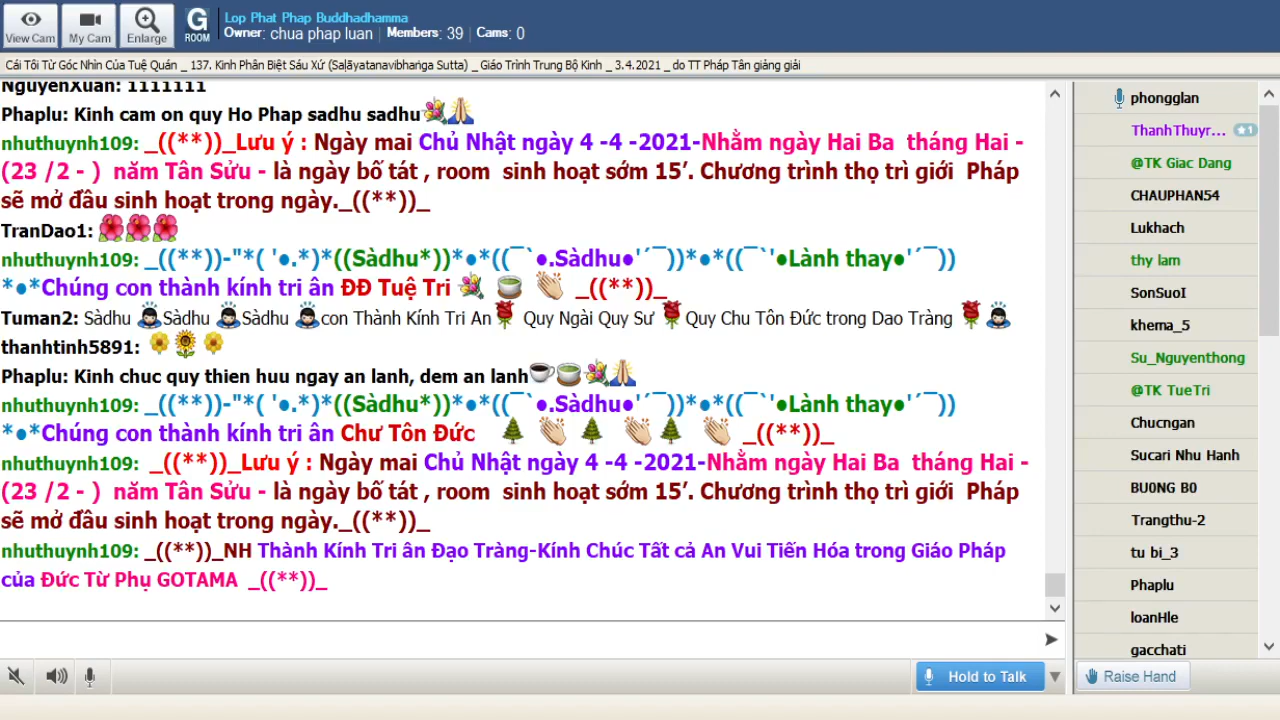 View Cam
My Cam
Enlarge
G
ROOM
Lop Phat Phap Buddhadhamma
Owner: chua phap luan Members: 39 Cams: 0
Cái Tôi Từ Góc Nhìn Của Tuệ Quán _ 137. Kinh Phân Biệt Sáu Xứ (Saḷāyatanavibhaṅga Sutta) _ Giáo Trình Trung Bộ Kinh _ 3.4.2021 _ do TT Pháp Tân giảng giải
NguyenXuan: 1111111
Phaplu: Kinh cam on quy Ho Phap sadhu sadhu💐🙏
nhuthuynh109: _((**))_Lưu ý : Ngày mai Chủ Nhật ngày 4 -4 -2021-Nhằm ngày Hai Ba tháng Hai -
(23 /2 - ) năm Tân Sửu - là ngày bố tát , room sinh hoạt sớm 15’. Chương trình thọ trì giới Pháp
sẽ mở đầu sinh hoạt trong ngày._((**))_
TranDao1: 🌺🌺🌺
nhuthuynh109: _((**))-"*( '●.*)*((Sàdhu*))*●*((¯`●.Sàdhu●'´¯))*●*((¯`'●Lành thay●'´¯))
*●*Chúng con thành kính tri ân ĐĐ Tuệ Tri 💐 🍵 👏 _((**))_
Tuman2: Sàdhu 🙇Sàdhu 🙇Sàdhu 🙇con Thành Kính Tri An🌹 Quy Ngài Quy Sư 🌹Quy Chu Tôn Đức trong Dao Tràng 🌹🙇
thanhtinh5891: 🌼🌻🌼
Phaplu: Kinh chuc quy thien huu ngay an lanh, dem an lanh☕🍵💐🙏
nhuthuynh109: _((**))-"*( '●.*)*((Sàdhu*))*●*((¯`●.Sàdhu●'´¯))*●*((¯`'●Lành thay●'´¯))
*●*Chúng con thành kính tri ân Chư Tôn Đức 🌲 👏 🌲 👏 🌲 👏 _((**))_
nhuthuynh109: _((**))_Lưu ý : Ngày mai Chủ Nhật ngày 4 -4 -2021-Nhằm ngày Hai Ba tháng Hai -
(23 /2 - ) năm Tân Sửu - là ngày bố tát , room sinh hoạt sớm 15’. Chương trình thọ trì giới Pháp
sẽ mở đầu sinh hoạt trong ngày._((**))_
nhuthuynh109: _((**))_NH Thành Kính Tri ân Đạo Tràng-Kính Chúc Tất cả An Vui Tiến Hóa trong Giáo Pháp
của Đức Từ Phụ GOTAMA _((**))_
Hold to Talk
phongglan
ThanhThuyr... ★1
@TK Giac Dang
CHAUPHAN54
Lukhach
thy lam
SonSuoI
khema_5
Su_Nguyenthong
@TK TueTri
Chucngan
Sucari Nhu Hanh
BU0NG B0
Trangthu-2
tu bi_3
Phaplu
loanHle
gacchati
Raise Hand